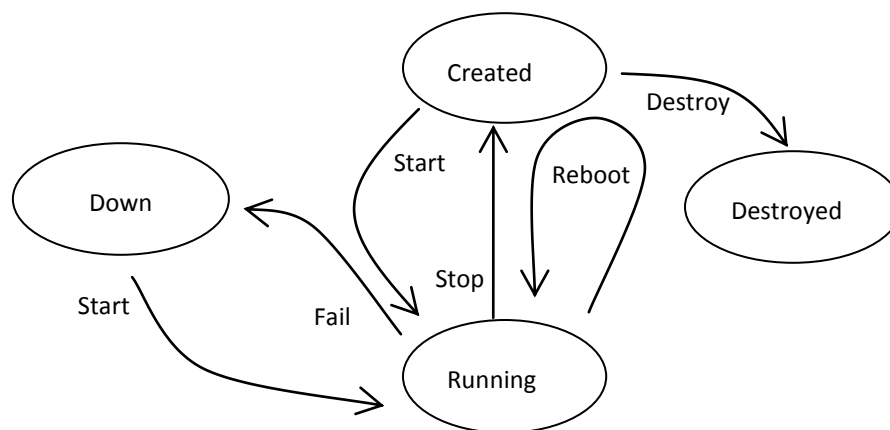 Created
Destroy
Start
Reboot
Down
Destroyed
Stop
Start
Fail
Running